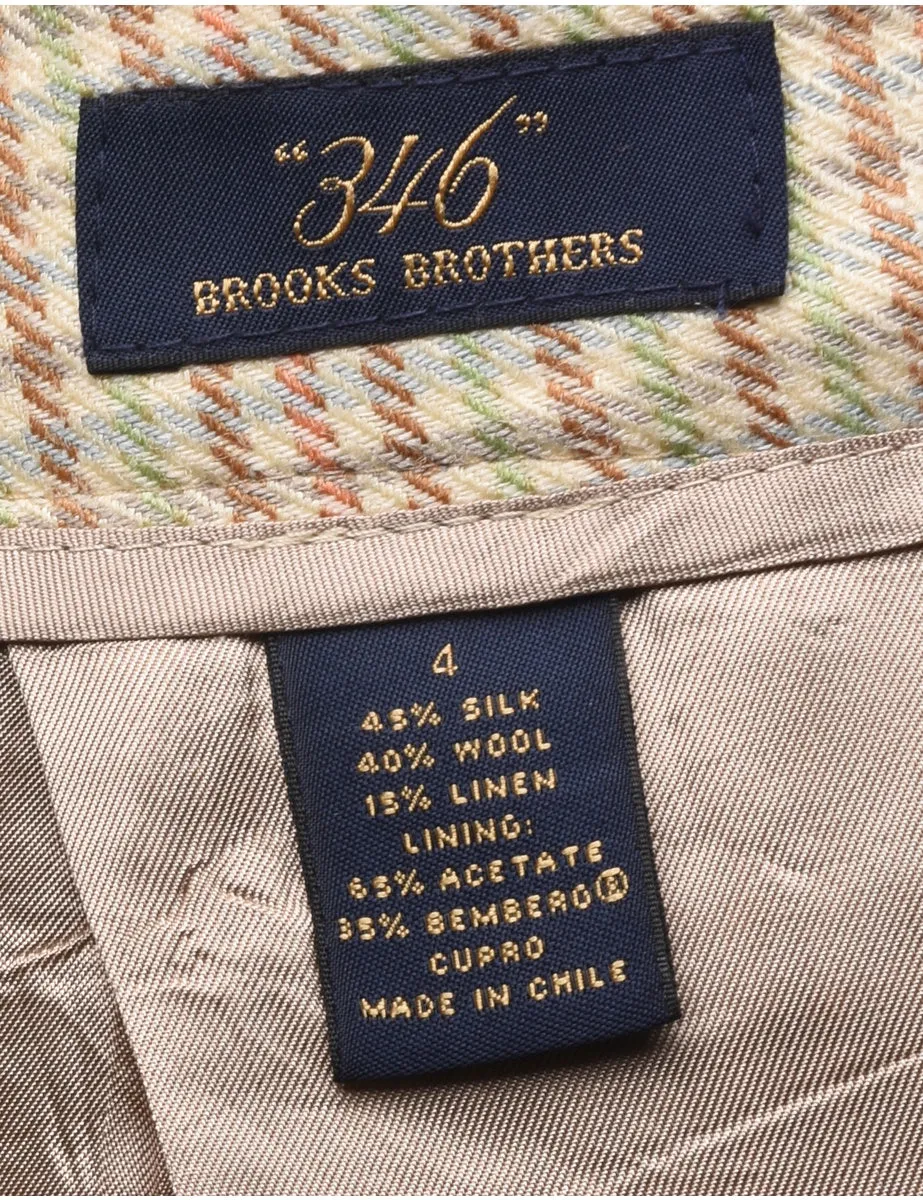 “346”
BROOKS BROTHERS
4
45% SILK
40% WOOL
15% LINEN
LINING:
65% ACETATE
35% BEMBERG®
CUPRO
MADE IN CHILE